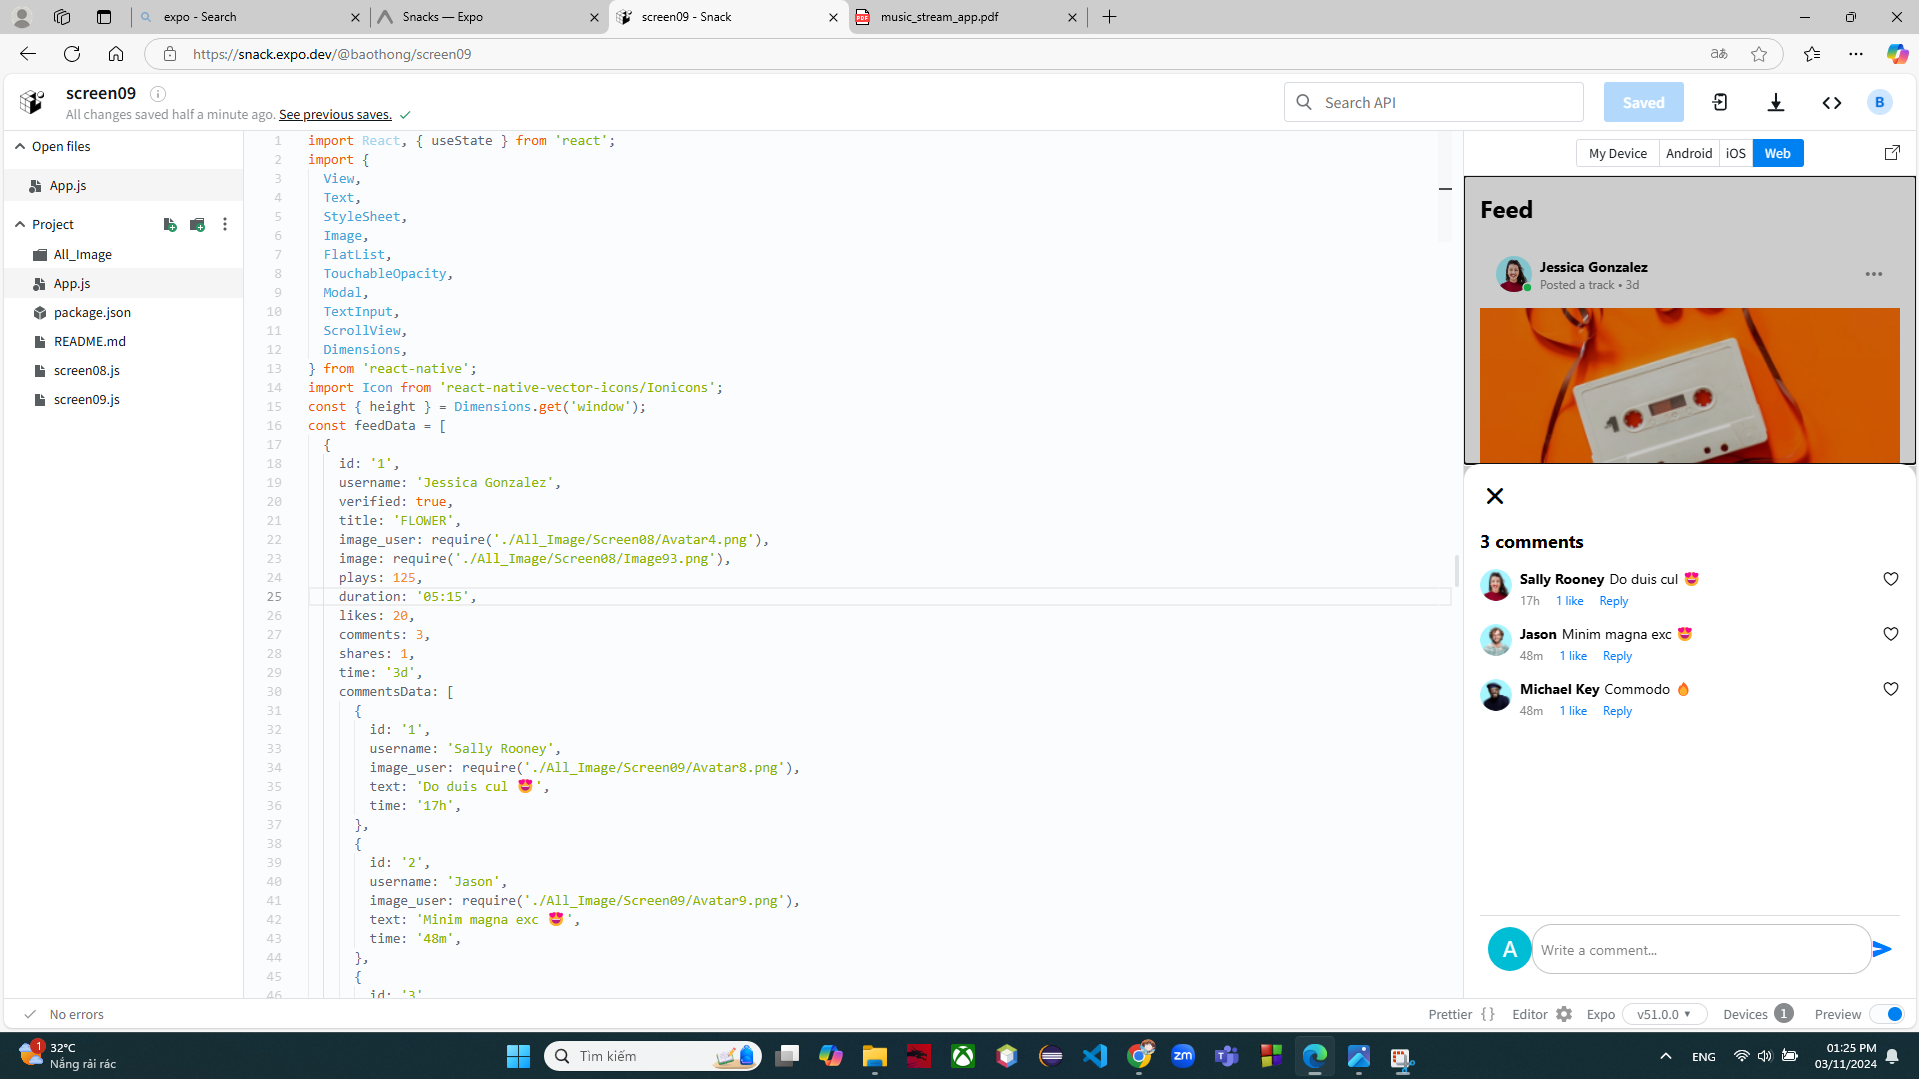 expo - Search
Snacks — Expo
screen09 - Snack
music_stream_app.pdf
https://snack.expo.dev/@baothong/screen09
screen09
All changes saved half a minute ago. See previous saves.
Search API
Saved
B
Open files
App.js
Project
All_Image
App.js
package.json
README.md
screen08.js
screen09.js
1 import React, { useState } from 'react';
2 import {
3 View,
4 Text,
5 StyleSheet,
6 Image,
7 FlatList,
8 TouchableOpacity,
9 Modal,
10 TextInput,
11 ScrollView,
12 Dimensions,
13 } from 'react-native';
14 import Icon from 'react-native-vector-icons/Ionicons';
15 const { height } = Dimensions.get('window');
16 const feedData = [
17 {
18 id: '1',
19 username: 'Jessica Gonzalez',
20 verified: true,
21 title: 'FLOWER',
22 image_user: require('./All_Image/Screen08/Avatar4.png'),
23 image: require('./All_Image/Screen08/Image93.png'),
24 plays: 125,
25 duration: '05:15',
26 likes: 20,
27 comments: 3,
28 shares: 1,
29 time: '3d',
30 commentsData: [
31 {
32 id: '1',
33 username: 'Sally Rooney',
34 image_user: require('./All_Image/Screen09/Avatar8.png'),
35 text: 'Do duis cul 😍',
36 time: '17h',
37 },
38 {
39 id: '2',
40 username: 'Jason',
41 image_user: require('./All_Image/Screen09/Avatar9.png'),
42 text: 'Minim magna exc 😍',
43 time: '48m',
44 },
45 {
46 id: '3'
My Device Android iOS Web
Feed
Jessica Gonzalez
Posted a track • 3d
1
3 comments
Sally Rooney Do duis cul 😍
17h 1 like Reply
Jason Minim magna exc 😍
48m 1 like Reply
Michael Key Commodo 🔥
48m 1 like Reply
A Write a comment...
No errors
Prettier {} Editor Expo v51.0.0 Devices 1 Preview
1
32°C
Nắng rải rác
Tìm kiếm
zm
ENG
01:25 PM
03/11/2024